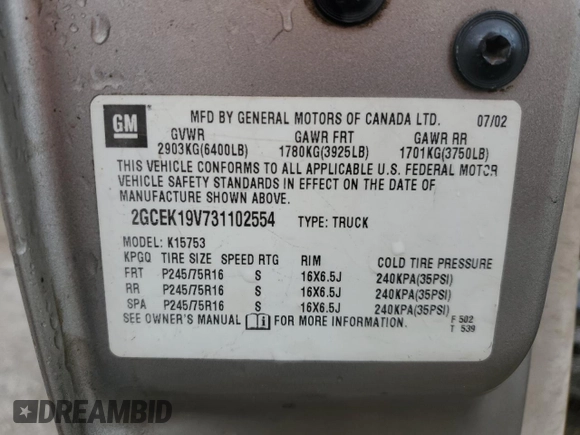 GM
MFD BY GENERAL MOTORS OF CANADA LTD. 07/02
GVWR GAWR FRT GAWR RR
2903KG(6400LB) 1780KG(3925LB) 1701KG(3750LB)
THIS VEHICLE CONFORMS TO ALL APPLICABLE U.S. FEDERAL MOTOR
VEHICLE SAFETY STANDARDS IN EFFECT ON THE DATE OF
MANUFACTURE SHOWN ABOVE.
2GCEK19V731102554 TYPE: TRUCK
MODEL: K15753
KPGQ TIRE SIZE SPEED RTG RIM COLD TIRE PRESSURE
FRT P245/75R16 S 16X6.5J 240KPA(35PSI)
RR P245/75R16 S 16X6.5J 240KPA(35PSI)
SPA P245/75R16 S 16X6.5J 240KPA(35PSI)
SEE OWNER'S MANUAL FOR MORE INFORMATION. F 502
T 539
DREAMBID